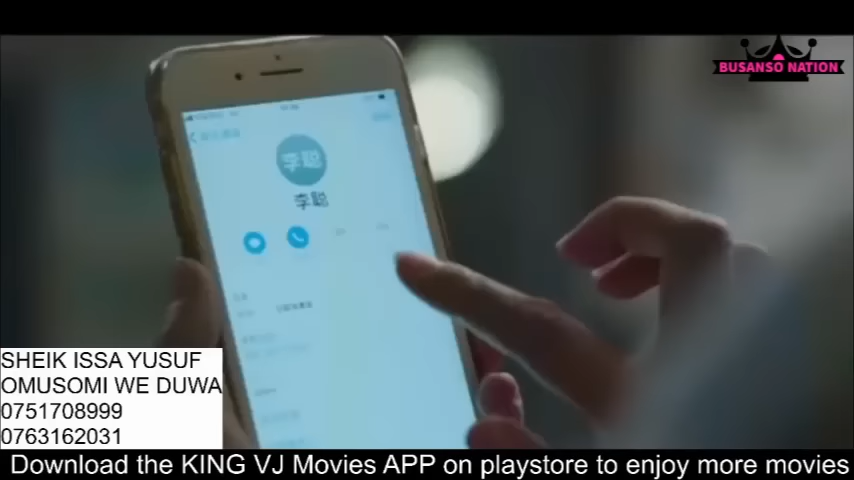 BUSANSO NATION
李聪
李聪
SHEIK ISSA YUSUF
OMUSOMI WE DUWA
0751708999
0763162031
Download the KING VJ Movies APP on playstore to enjoy more movies